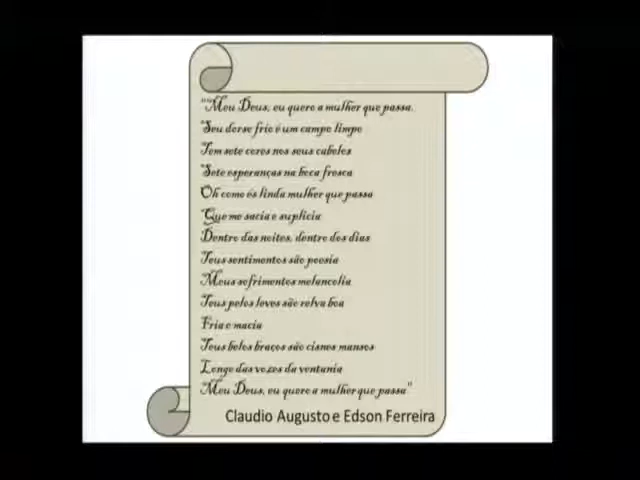 "Meu Deus, eu quero a mulher que passa.
Seu dorso frio é um campo limpo
Tem sete cores nos seus cabelos
Sete esperanças na boca fresca
Oh como és linda mulher que passa
Que me sacia e suplicia
Dentro das noites, dentro dos dias
Teus sentimentos são poesia
Meus sofrimentos melancolia
Teus pelos leves são relva boa
Fria e macia
Teus belos braços são cisnes mansos
Longe das vozes da ventania
Meu Deus, eu quero a mulher que passa"
Claudio Augusto e Edson Ferreira